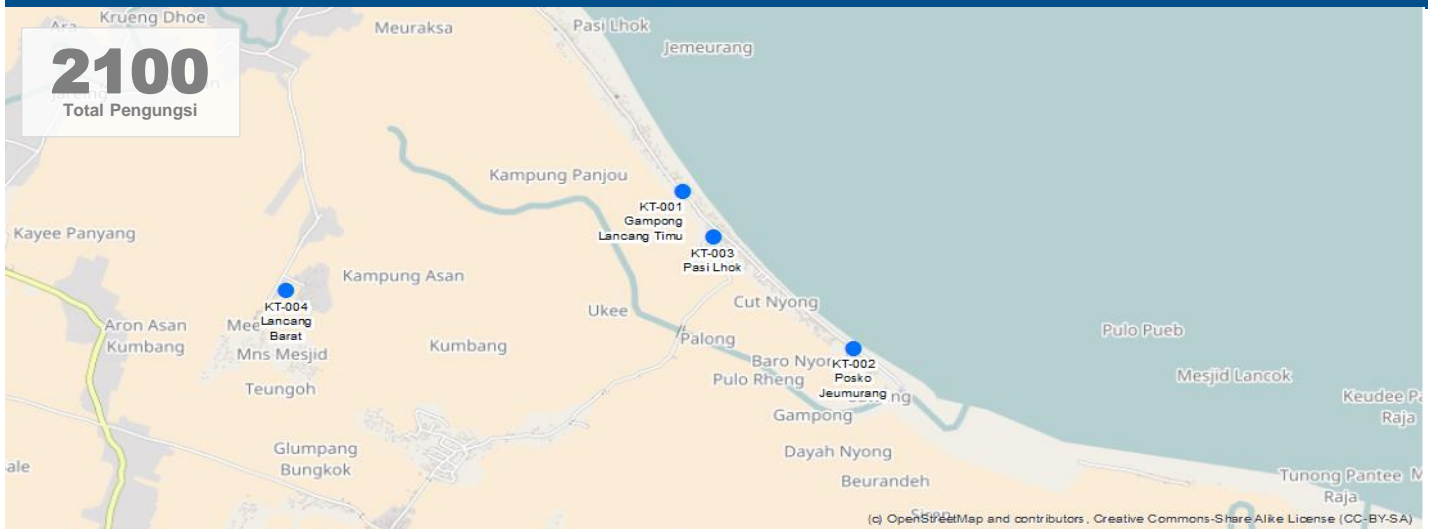 Krueng Dhoe
Ara
Meuraksa
Pasi Lhok
Jemeurang
2100
Total Pengungsi
Kampung Panjou
KT-001
Gampong
Lancang Timu
Kayee Panyang
KT-003
Pasi Lhok
Kampung Asan
KT-004
Lancang
Barat
Cut Nyong
Ukee
Aron Asan
Kumbang
Mns Mesjid
Kumbang
Palong
Pulo Pueb
Teungoh
Baro
KT-002
Posko
Jeumurang
Pulo Rheng
Mesjid Lancok
Keudee
Raja
Gampong
Glumpang
Bungkok
Dayah Nyong
Beurandeh
Tunong Pantee
Raja
(c) OpenStreetMap and contributors, Creative Commons-Share Alike License (CC-BY-SA)